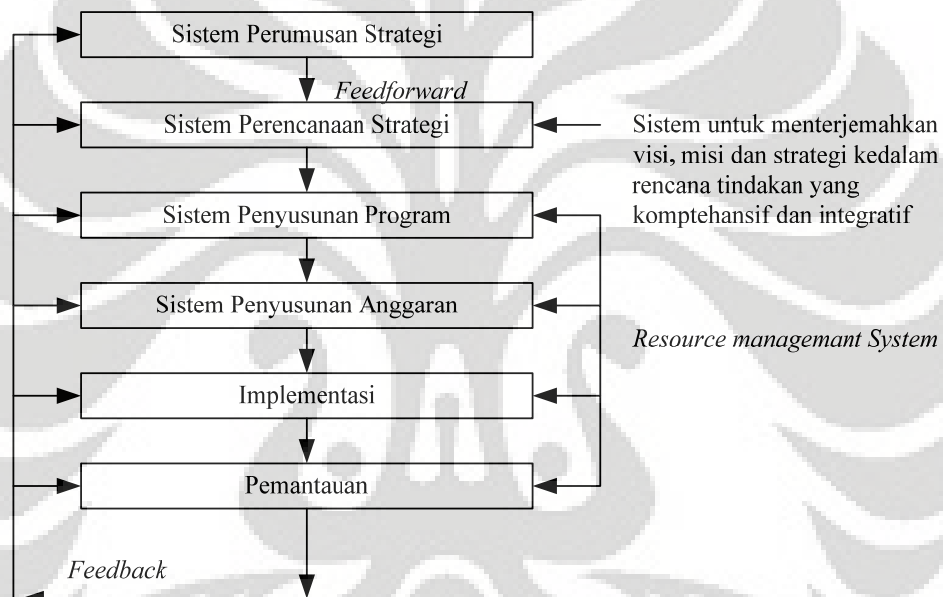 Sistem Perumusan Strategi
Feedforward
Sistem Perencanaan Strategi
Sistem untuk menterjemahkan
visi, misi dan strategi kedalam
rencana tindakan yang
komptehansif dan integratif
Sistem Penyusunan Program
Sistem Penyusunan Anggaran
Resource managemant System
Implementasi
Pemantauan
Feedback